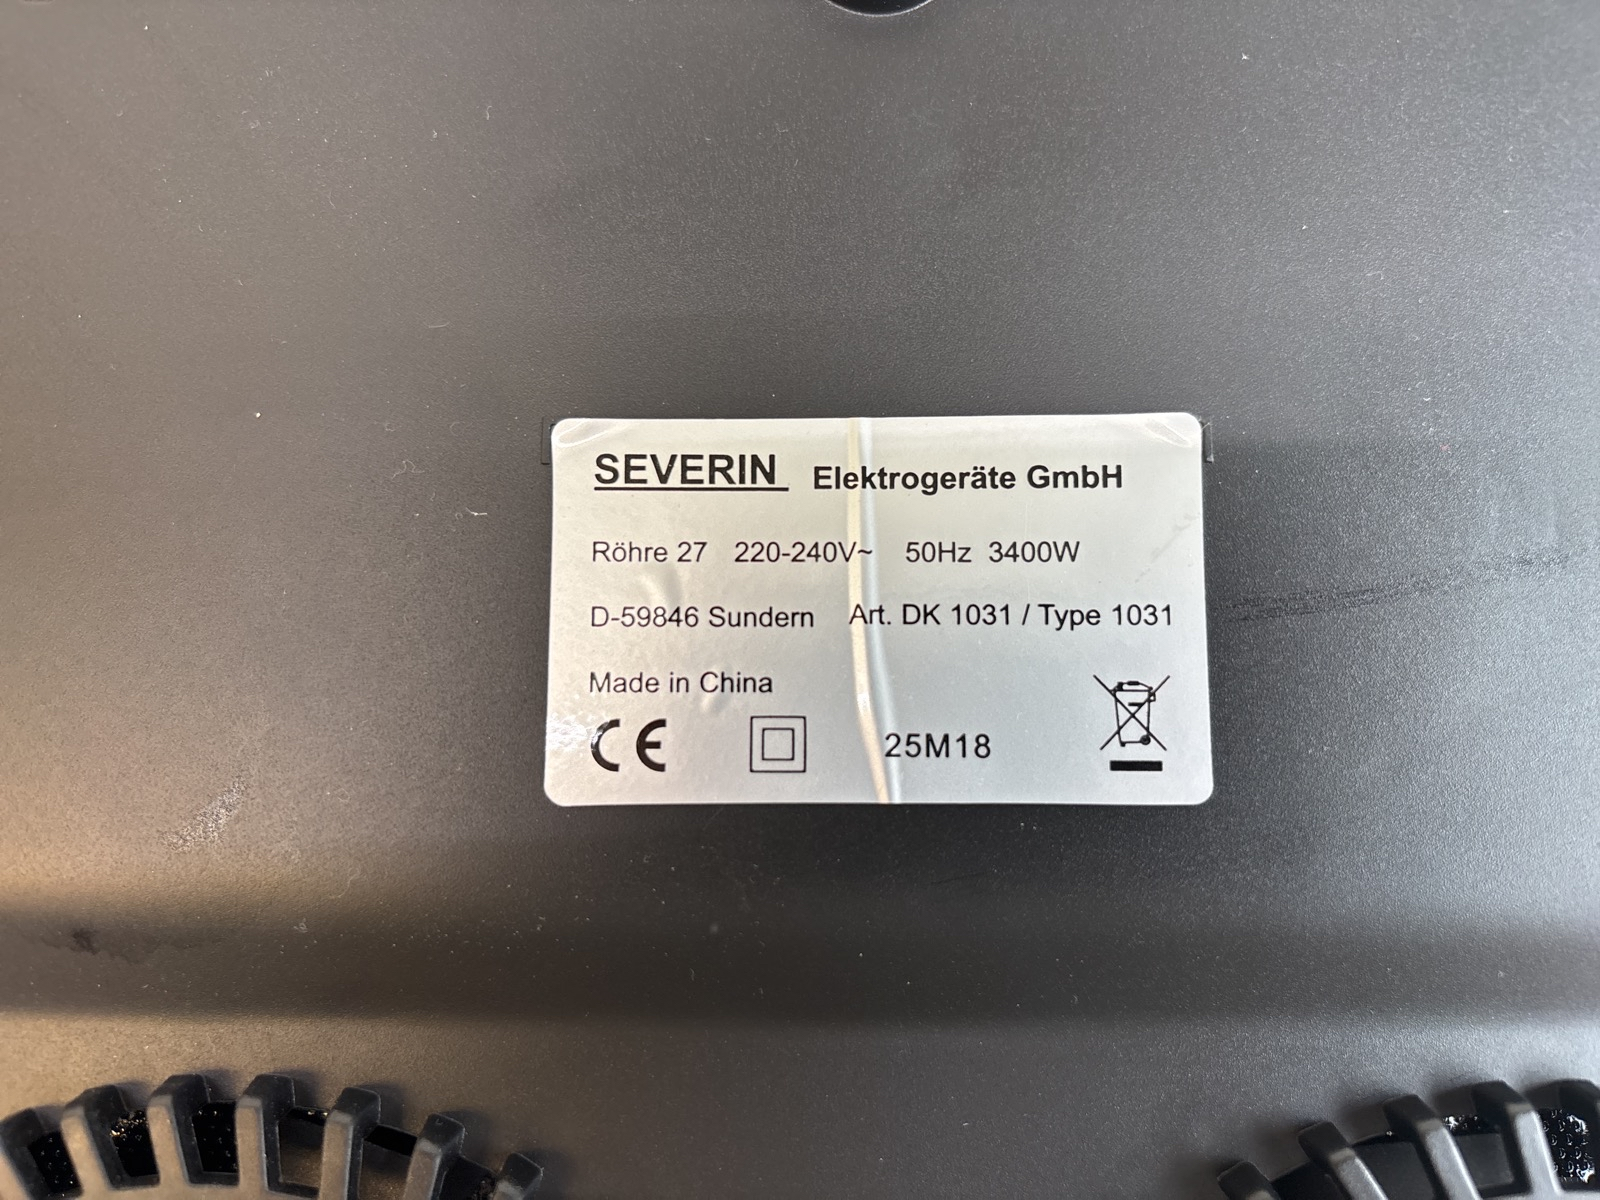 SEVERIN Elektrogeräte GmbH
Röhre 27 220-240V~ 50Hz 3400W
D-59846 Sundern Art. DK 1031 / Type 1031
Made in China
CE 25M18